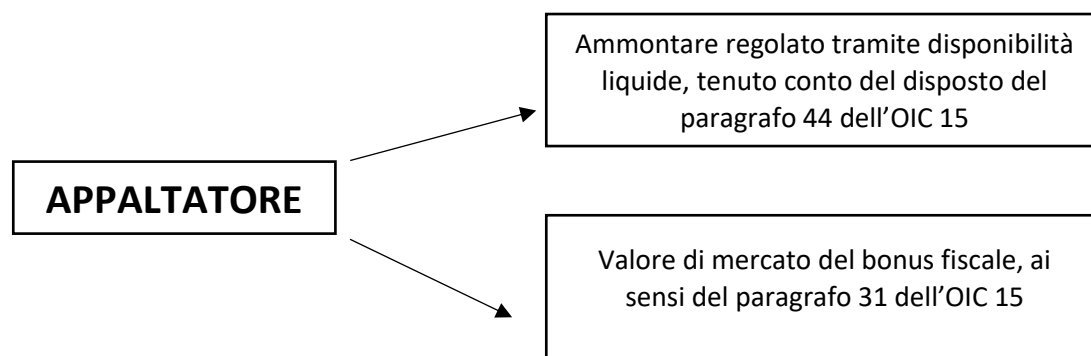 Ammontare regolato tramite disponibilità
liquide, tenuto conto del disposto del
paragrafo 44 dell’OIC 15
APPALTATORE
Valore di mercato del bonus fiscale, ai
sensi del paragrafo 31 dell’OIC 15